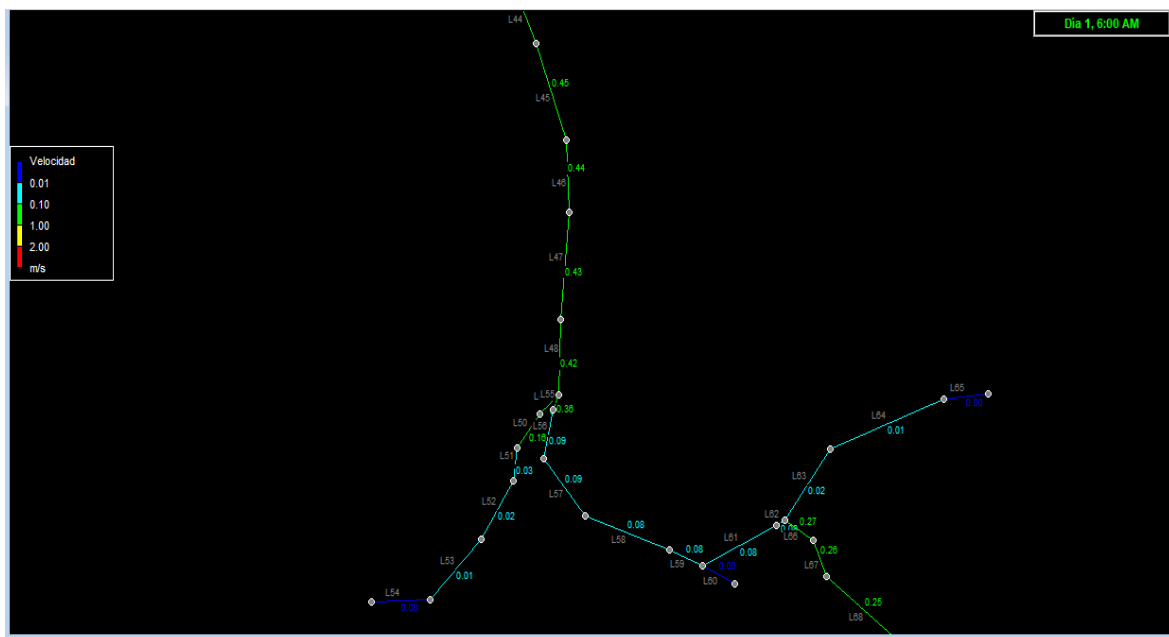 L44
Día 1, 6:00 AM
0.45
L45
Velocidad
0.01
0.10
1.00
2.00
m/s
0.44
L46
L47
0.43
L48
0.42
L55
0.36
L50
L56
0.16
0.09
L51
0.03
L52
0.02
0.09
L57
L53
0.01
L54
0.00
0.08
L58
0.08
L59
L60
0.00
L61
0.08
L62
L66
0.27
0.26
L67
0.25
L68
L63
0.02
L64
0.01
L65
0.00